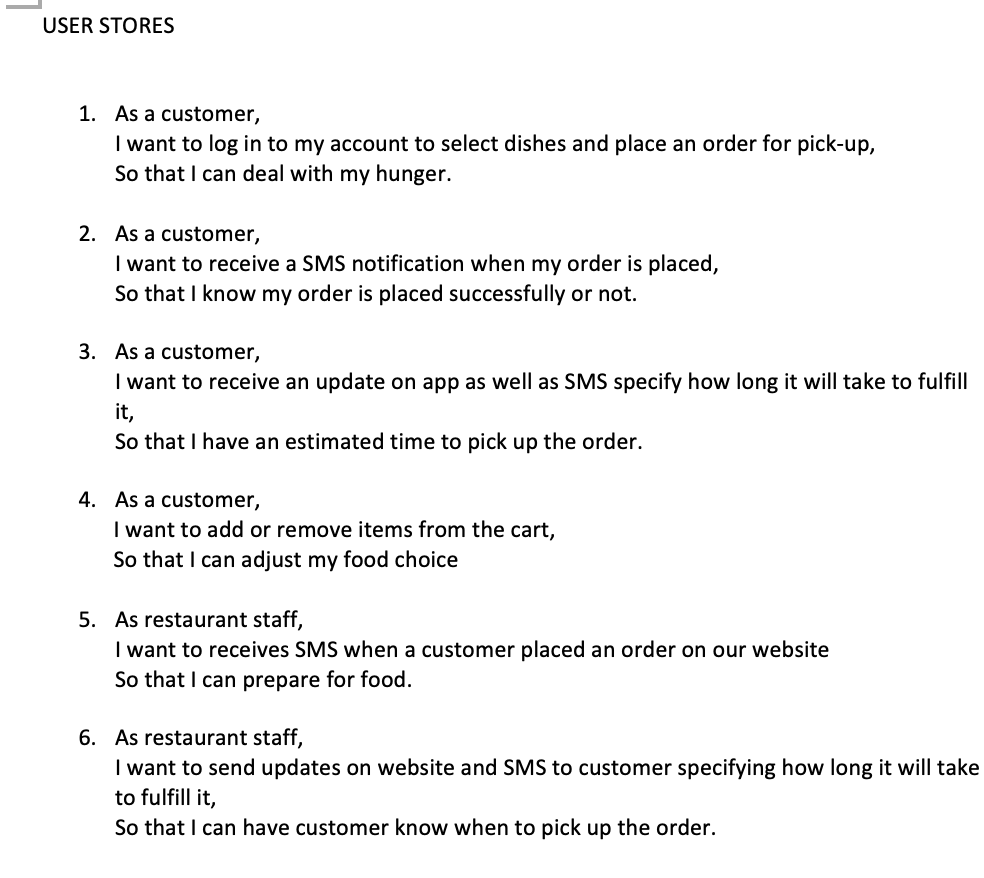 USER STORES
1. As a customer,
I want to log in to my account to select dishes and place an order for pick-up,
So that I can deal with my hunger.
2. As a customer,
I want to receive a SMS notification when my order is placed,
So that I know my order is placed successfully or not.
3. As a customer,
I want to receive an update on app as well as SMS specify how long it will take to fulfill
it,
So that I have an estimated time to pick up the order.
4. As a customer,
I want to add or remove items from the cart,
So that I can adjust my food choice
5. As restaurant staff,
I want to receives SMS when a customer placed an order on our website
So that I can prepare for food.
6. As restaurant staff,
I want to send updates on website and SMS to customer specifying how long it will take
to fulfill it,
So that I can have customer know when to pick up the order.